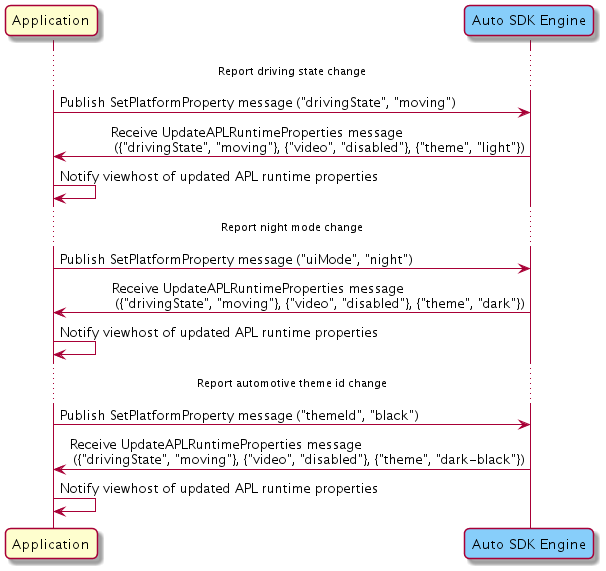 Application
Auto SDK Engine
Report driving state change
Publish SetPlatformProperty message ("drivingState", "moving")
Receive UpdateAPLRuntimeProperties message
({"drivingState", "moving"}, {"video", "disabled"}, {"theme", "light"})
Notify viewhost of updated APL runtime properties
Report night mode change
Publish SetPlatformProperty message ("uiMode", "night")
Receive UpdateAPLRuntimeProperties message
({"drivingState", "moving"}, {"video", "disabled"}, {"theme", "dark"})
Notify viewhost of updated APL runtime properties
Report automotive theme id change
Publish SetPlatformProperty message ("themeId", "black")
Receive UpdateAPLRuntimeProperties message
({"drivingState", "moving"}, {"video", "disabled"}, {"theme", "dark-black"})
Notify viewhost of updated APL runtime properties
Application
Auto SDK Engine